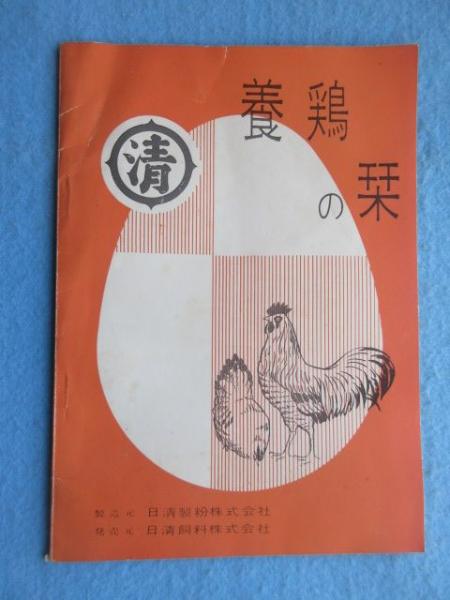 養鶏
の栞
清
製造元 日清製粉株式会社
発売元 日清飼料株式会社